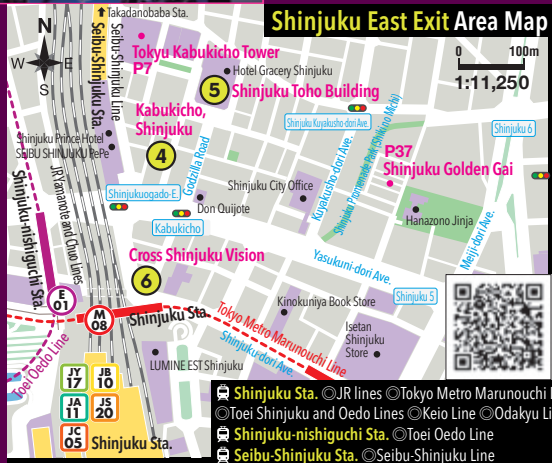 Shinjuku East Exit Area Map
Takadanobaba Sta.
N
W
E
S
0 100m
1:11,250
Seibu-Shinjuku Sta.
Seibu-Shinjuku Line
Tokyu Kabukicho Tower
P7
Hotel Gracery Shinjuku
5
Shinjuku Toho Building
Kabukicho,
Shinjuku
4
Shinjuku Kuyakusho-dori Ave.
Shinjuku 6
Shinjuku Prince Hotel
SEIBU SHINJUKU PePe
JR Yamanote and Chuo Lines
Godzilla Road
Kuyakusho-dori Ave.
Shinjuku Promenade Park (Shiki no Michi)
P37
Shinjuku Golden Gai
Shinjuku City Office
Shinjukuogado-E.
Don Quijote
Hanazono Jinja
Kabukicho
Meiji-dori Ave.
Shinjuku-nishiguchi Sta.
Yasukuni-dori Ave.
Cross Shinjuku Vision
6
Shinjuku 5
E
01
M
08
Shinjuku Sta.
Tokyo Metro Marunouchi Line
Kinokuniya Book Store
Isetan
Shinjuku
Store
Toei Oedo Line
Shinjuku-dori Ave.
LUMINE EST Shinjuku
JY
17
JB
10
JA
11
JS
20
JC
05
Shinjuku Sta.
Shinjuku Sta. ◎JR lines ◎Tokyo Metro Marunouchi
◎Toei Shinjuku and Oedo Lines ◎Keio Line ◎Odakyu Li
Shinjuku-nishiguchi Sta. ◎Toei Oedo Line
Seibu-Shinjuku Sta. ◎Seibu-Shinjuku Line